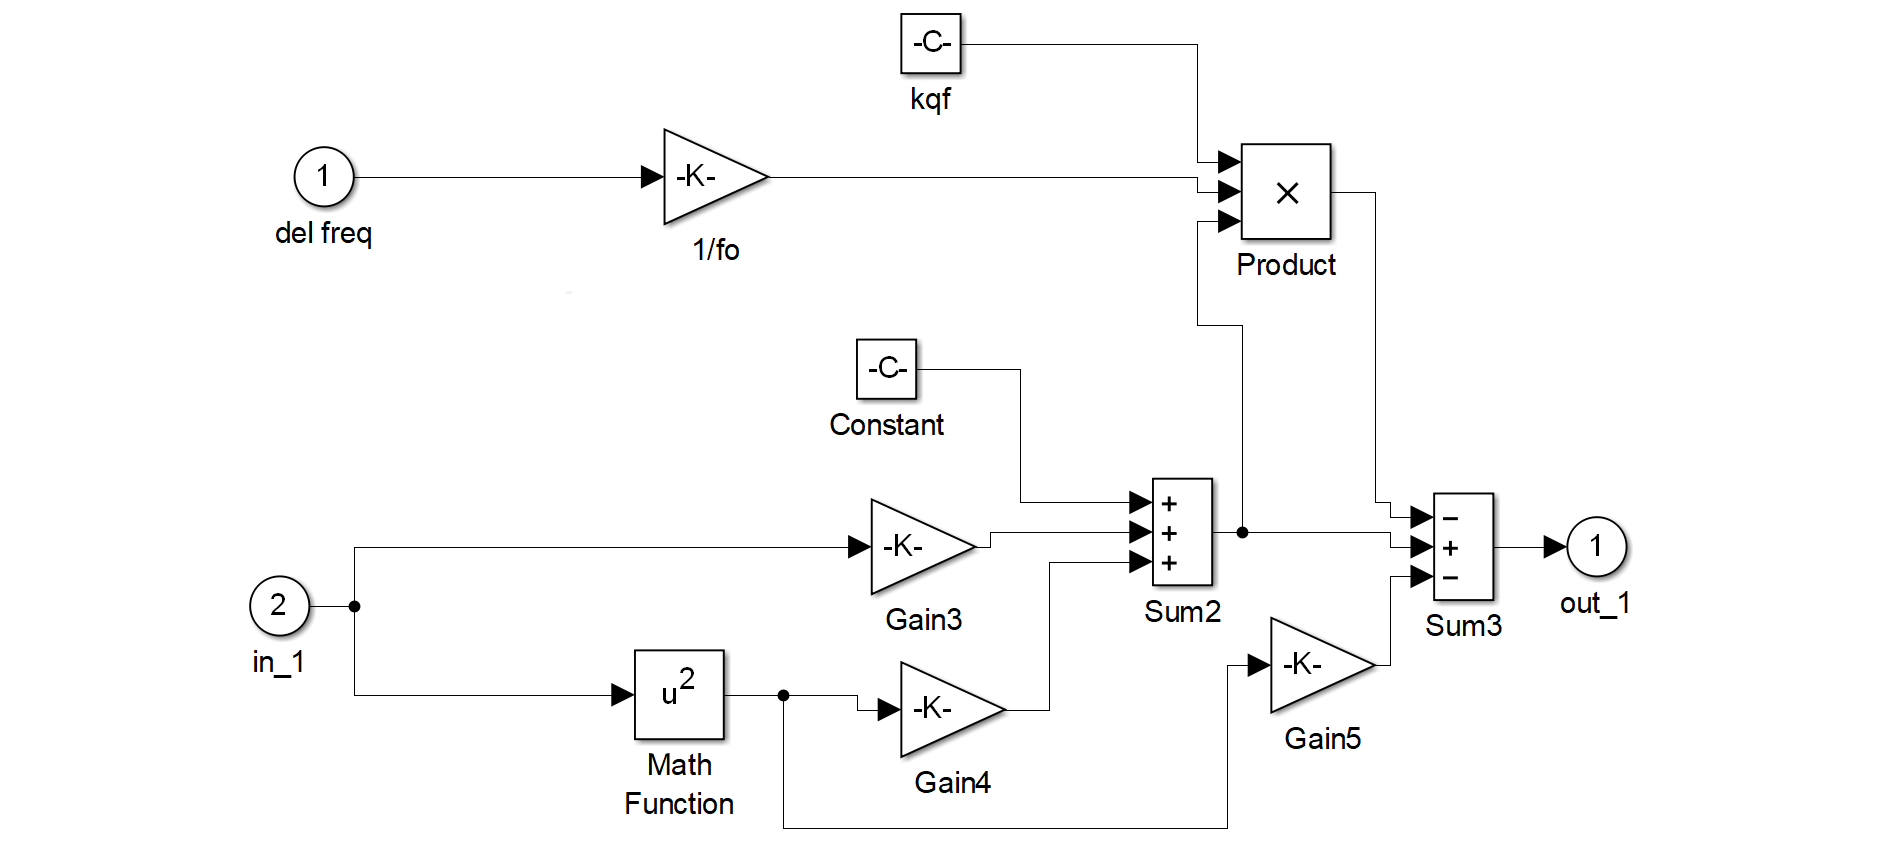 -C-
kqf
1
del freq
-K-
1/fo
×
Product
-C-
Constant
-K-
Gain3
+
+
+
Sum2
−
+
−
Sum3
1
out_1
2
in_1
u²
Math
Function
-K-
Gain4
-K-
Gain5